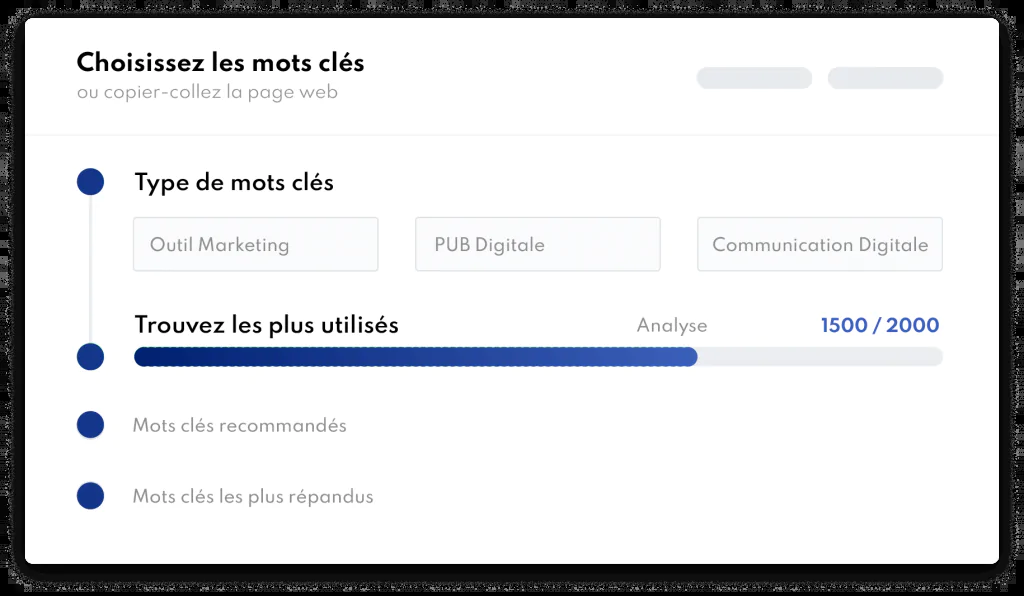 Choisissez les mots clés
ou copier-collez la page web
Type de mots clés
Outil Marketing
PUB Digitale
Communication Digitale
Trouvez les plus utilisés
Analyse
1500 / 2000
Mots clés recommandés
Mots clés les plus répandus